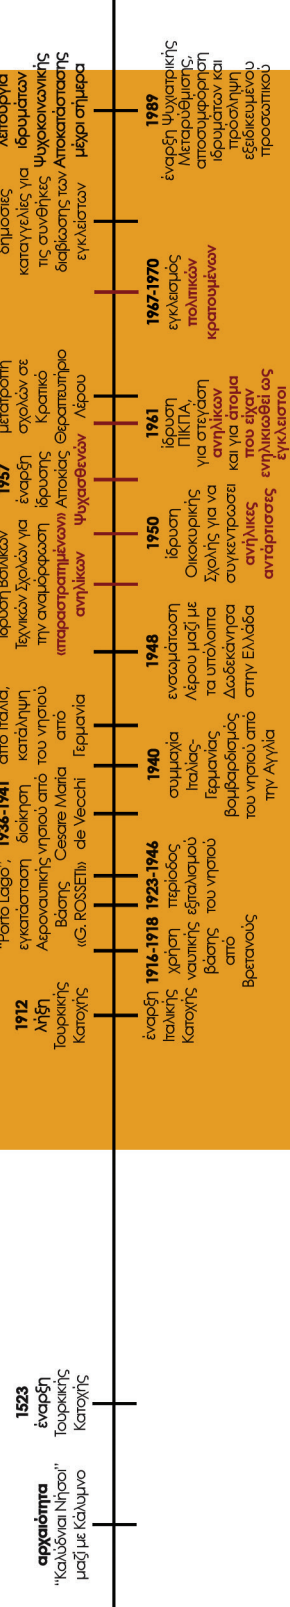 αρχαιότητα
"Καλύδναι Νήσοι"
μαζί με Κάλυμνο
1523
έναρξη
Τουρκικής
Κατοχής
1912
λήξη
Τουρκικής
Κατοχής
"Porto Lago",
εγκατάσταση
Αεροναυτικής
Βάσης
«G. ROSSETI»
1936-1941
διοίκηση
νησιού από
Cesare Maria
de Vecchi
από Ιταλία,
κατάληψη
του νησιού
από
Γερμανία
ίδρυση Βασιλικών
Τεχνικών Σχολών για
την αναμόρφωση
«παραστρατημένων»
ανηλίκων
1957
έναρξη
ίδρυσης
Αποικίας
Ψυχασθενών
μετατροπή
σχολών σε
Κρατικό
Θεραπευτήριο
Λέρου
δημόσιες
καταγγελίες για
τις συνθήκες
διαβίωσης των
εγκλείστων
λειτουργία
ιδρυμάτων
Ψυχοκοινωνικής
Αποκατάστασης
μέχρι σήμερα
έναρξη
Ιταλικής
Κατοχής
1916-1918
χρήση
ναυτικής
βάσης
από
Βρετανούς
1923-1946
περίοδος
εξιταλισμού
του νησιού
1940
συμμαχία
Ιταλίας-
Γερμανίας
βομβαρδισμός
του νησιού από
την Αγγλία
1948
ενσωμάτωση
Λέρου μαζί με
τα υπόλοιπα
Δωδεκάνησα
στην Ελλάδα
1950
ίδρυση
Οικοκυρικής
Σχολής για να
συγκεντρώσει
ανήλικες
αντάρτισσες
1961
ίδρυση
ΠΙΚΠΑ,
για στέγαση
ανηλίκων
και για άτομα
που είχαν
ενηλικιωθεί ως
έγκλειστοι
1967-1970
εγκλεισμός
πολιτικών
κρατουμένων
1989
έναρξη Ψυχιατρικής
Μεταρρύθμισης,
αποσυμφόρηση
ιδρυμάτων και
πρόσληψη
εξειδικευμένου
προσωπικού